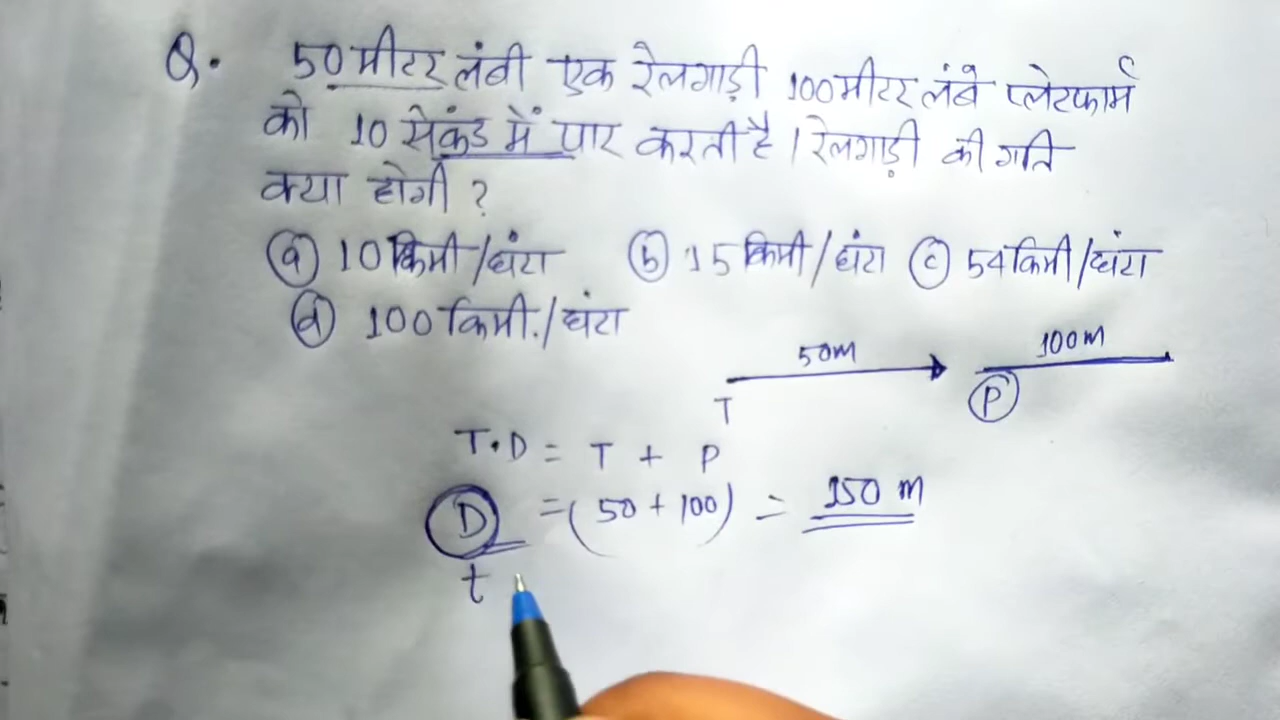 Q. 50 मीटर लंबी एक रेलगाड़ी 100 मीटर लंबे प्लेटफार्म
को 10 सेकंड में पार करती है । रेलगाड़ी की गति
क्या होगी ?
(a) 10 किमी/घंटा (b) 15 किमी/घंटा (c) 54 किमी/घंटा
(d) 100 किमी./घंटा
50m 100m
T P
T.D = T + P
D = (50 + 100) = 150 m
t